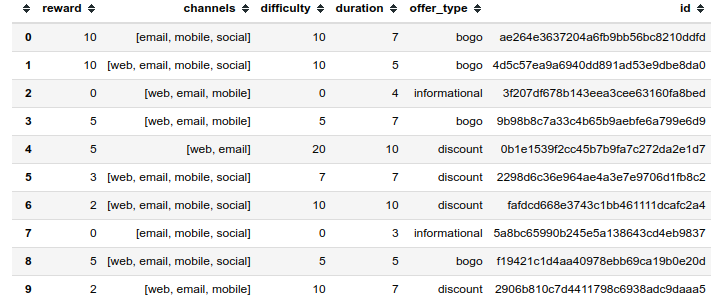 reward channels difficulty duration offer_type id
0 10 [email, mobile, social] 10 7 bogo ae264e3637204a6fb9bb56bc8210ddfd
1 10 [web, email, mobile, social] 10 5 bogo 4d5c57ea9a6940dd891ad53e9dbe8da0
2 0 [web, email, mobile] 0 4 informational 3f207df678b143eea3cee63160fa8bed
3 5 [web, email, mobile] 5 7 bogo 9b98b8c7a33c4b65b9aebfe6a799e6d9
4 5 [web, email] 20 10 discount 0b1e1539f2cc45b7b9fa7c272da2e1d7
5 3 [web, email, mobile, social] 7 7 discount 2298d6c36e964ae4a3e7e9706d1fb8c2
6 2 [web, email, mobile, social] 10 10 discount fafdcd668e3743c1bb461111dcafc2a4
7 0 [email, mobile, social] 0 3 informational 5a8bc65990b245e5a138643cd4eb9837
8 5 [web, email, mobile, social] 5 5 bogo f19421c1d4aa40978ebb69ca19b0e20d
9 2 [web, email, mobile] 10 7 discount 2906b810c7d4411798c6938adc9daaa5